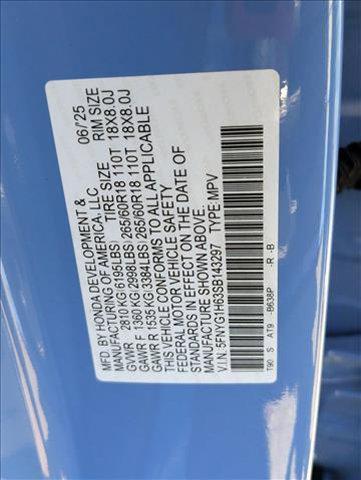 MFD. BY HONDA DEVELOPMENT & 06/'25
MANUFACTURING OF AMERICA, LLC
TIRE SIZE RIM SIZE
GVWR 2810 KG(6195LBS)
GAWR F 1360 KG(2998LBS)265/60R18 110T 18X8.0J
GAWR R 1535 KG(3384LBS)265/60R18 110T 18X8.0J
THIS VEHICLE CONFORMS TO ALL APPLICABLE
FEDERAL MOTOR VEHICLE SAFETY
STANDARDS IN EFFECT ON THE DATE OF
MANUFACTURE SHOWN ABOVE.
V.I.N. 5FNYG1H63SB143297 TYPE: MPV
T90 S AT9 -B638P -R -B